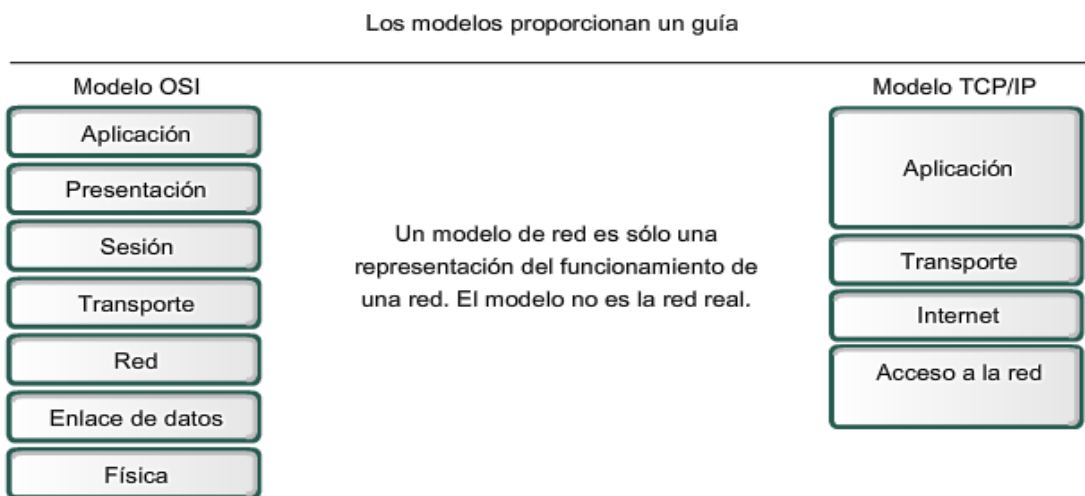 Los modelos proporcionan un guía
Modelo OSI
Aplicación
Presentación
Sesión
Transporte
Red
Enlace de datos
Física
Un modelo de red es sólo una
representación del funcionamiento de
una red. El modelo no es la red real.
Modelo TCP/IP
Aplicación
Transporte
Internet
Acceso a la red